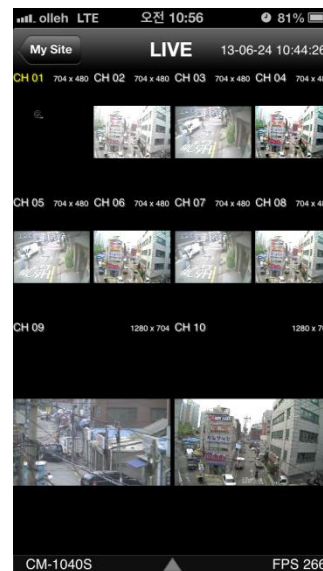 olleh LTE 오전 10:56 81%
My Site LIVE 13-06-24 10:44:26
CH 01 704 x 480 CH 02 704 x 480 CH 03 704 x 480 CH 04 704 x 48
CH 05 704 x 480 CH 06 704 x 480 CH 07 704 x 480 CH 08 704 x 48
CH 09 1280 x 704 CH 10 1280 x 7
CM-1040S FPS 266